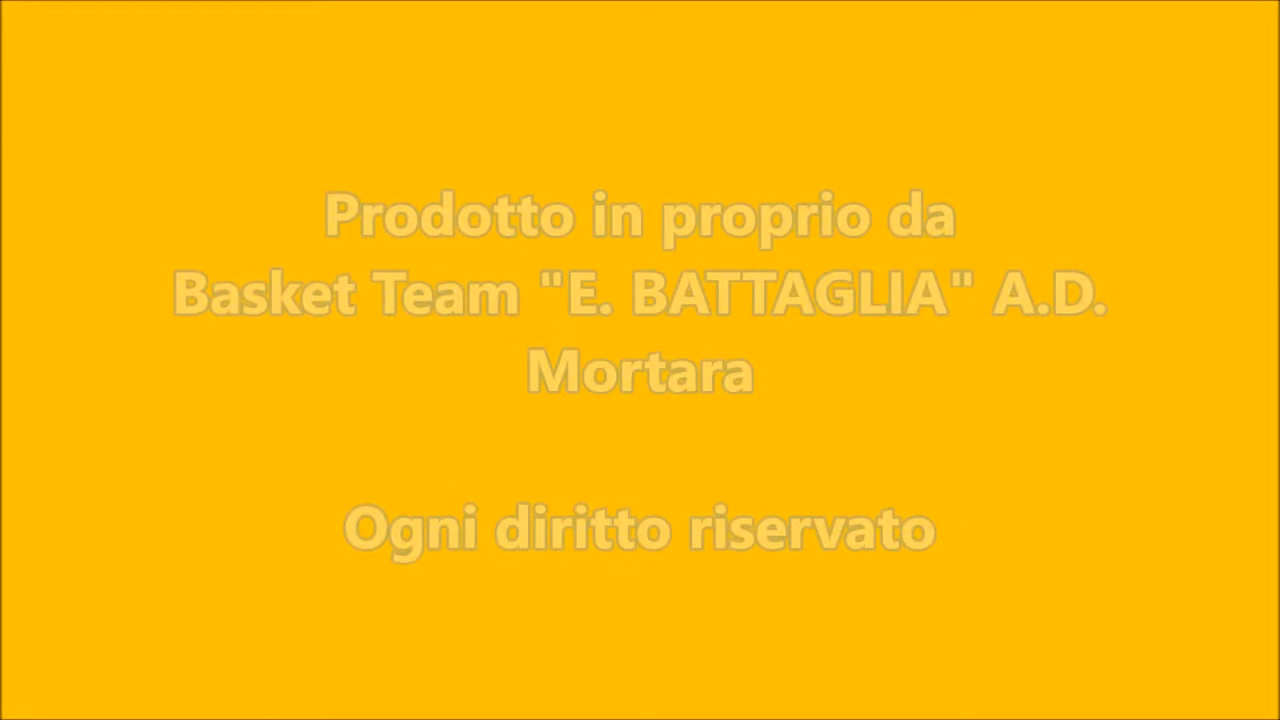 Prodotto in proprio da
Basket Team "E. BATTAGLIA" A.D.
Mortara
Ogni diritto riservato